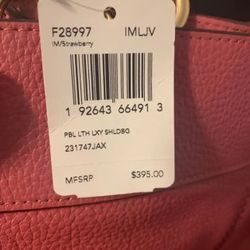 F28997 IMLJV
IM/Strawberry
1 92643 66491 3
PBL LTH LXY SHLDBG
231747JAX
MFSRP $395.00